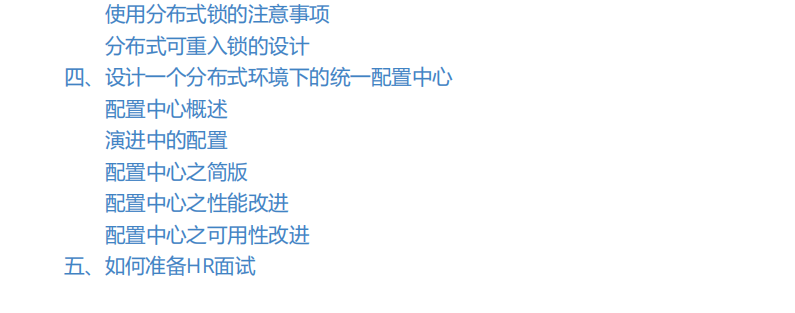 使用分布式锁的注意事项
分布式可重入锁的设计
四、设计一个分布式环境下的统一配置中心
配置中心概述
演进中的配置
配置中心之简版
配置中心之性能改进
配置中心之可用性改进
五、如何准备HR面试